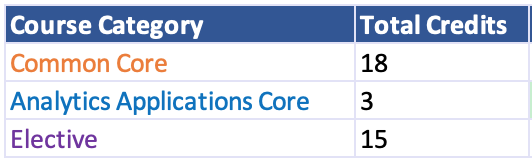 Course Category Total Credits
Common Core 18
Analytics Applications Core 3
Elective 15